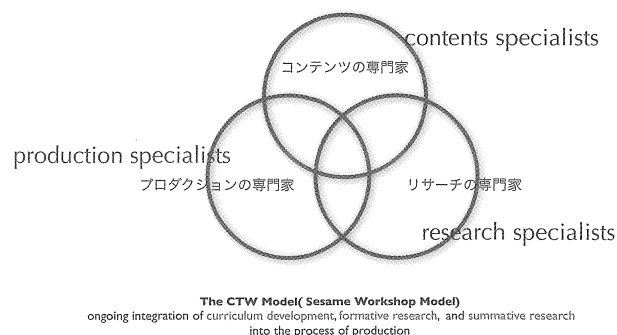 contents specialists
コンテンツの専門家
production specialists
プロダクションの専門家
リサーチの専門家
research specialists
The CTW Model( Sesame Workshop Model)
ongoing integration of curriculum development, formative research, and summative research
into the process of production